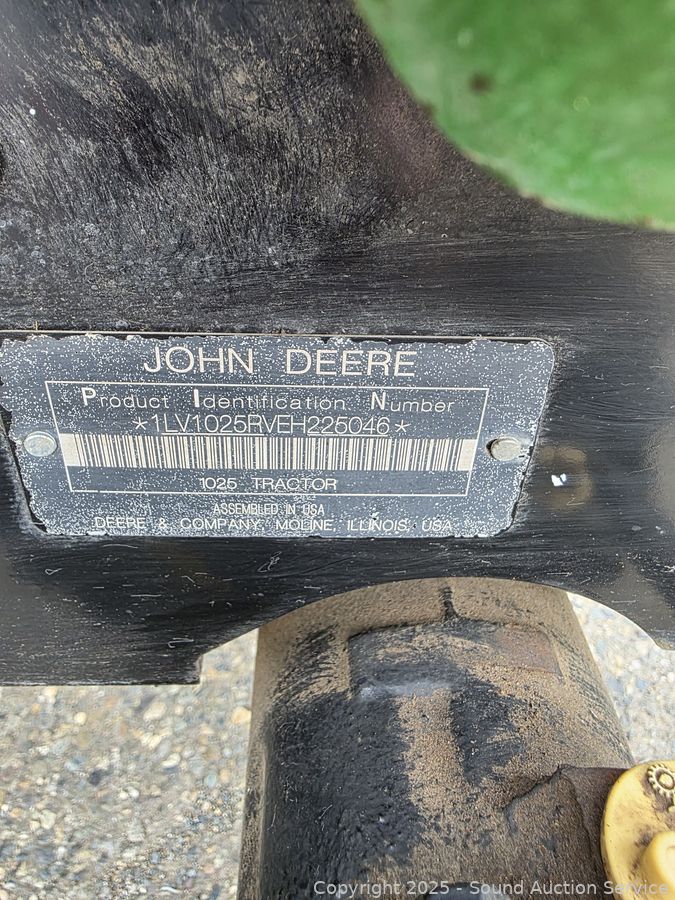 JOHN DEERE
Product Identification Number
*1LV1025RVEH225046*
1025 TRACTOR
ASSEMBLED IN USA
DEERE & COMPANY MOLINE, ILLINOIS USA
Copyright 2025 - Sound Auction Service